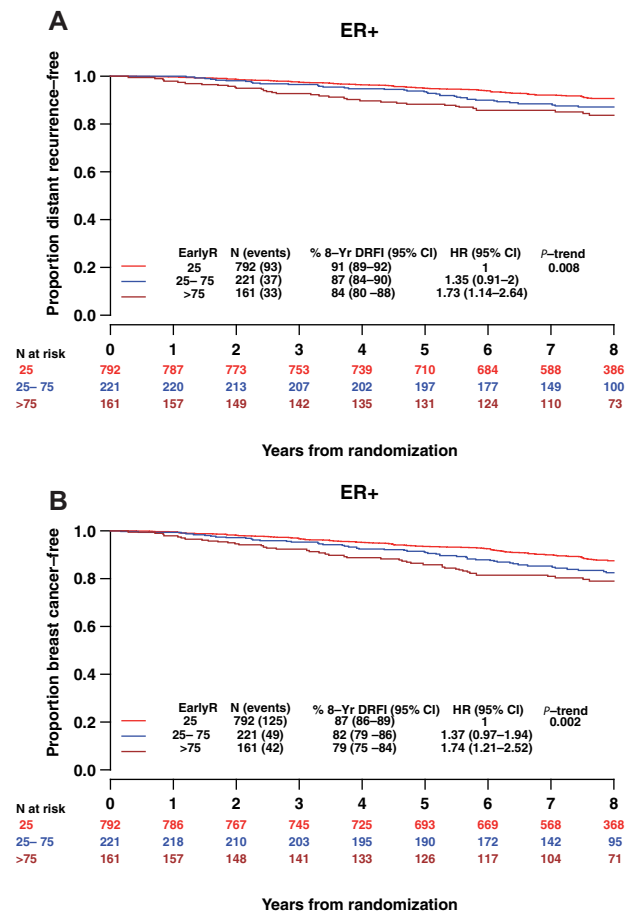 A
ER+
Proportion distant recurrence–free
1.0
0.8
0.6
0.4
0.2
0.0
EarlyR N (events) % 8–Yr DRFI (95% CI) HR (95% CI) P–trend
25 792 (93) 91 (89–92) 1 0.008
25– 75 221 (37) 87 (84–90) 1.35 (0.91–2)
>75 161 (33) 84 (80 –88) 1.73 (1.14–2.64)
0 1 2 3 4 5 6 7 8
N at risk
25 792 787 773 753 739 710 684 588 386
25– 75 221 220 213 207 202 197 177 149 100
>75 161 157 149 142 135 131 124 110 73
Years from randomization
B
ER+
Proportion breast cancer–free
1.0
0.8
0.6
0.4
0.2
0.0
EarlyR N (events) % 8–Yr DRFI (95% CI) HR (95% CI) P–trend
25 792 (125) 87 (86–89) 1 0.002
25– 75 221 (49) 82 (79 –86) 1.37 (0.97–1.94)
>75 161 (42) 79 (75 –84) 1.74 (1.21–2.52)
0 1 2 3 4 5 6 7 8
N at risk
25 792 786 767 745 725 693 669 568 368
25– 75 221 218 210 203 195 190 172 142 95
>75 161 157 148 141 133 126 117 104 71
Years from randomization